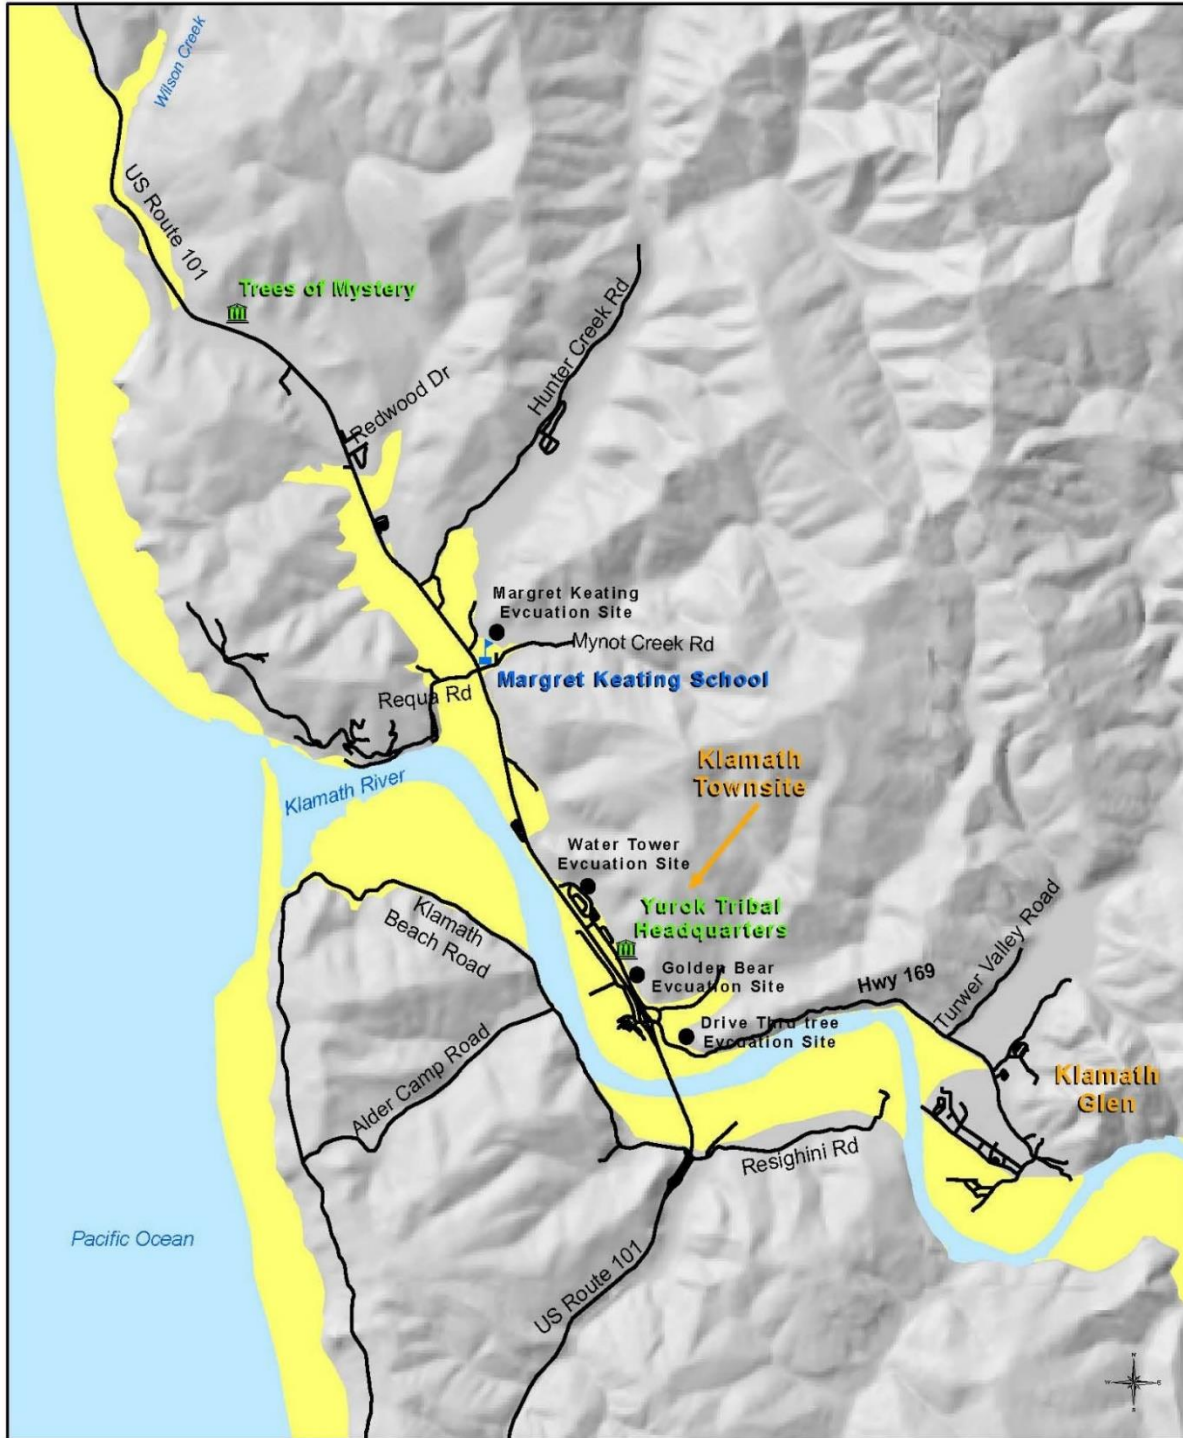 Wilson Creek
US Route 101
Trees of Mystery
Hunter Creek Rd
Redwood Dr
Margret Keating
Evcuation Site
Mynot Creek Rd
Margret Keating School
Requa Rd
Klamath
Townsite
Klamath River
Water Tower
Evcuation Site
Yurok Tribal
Headquarters
Klamath
Beach Road
Golden Bear
Evcuation Site
Hwy 169
Turwer Valley Road
Drive Thru tree
Evcuation Site
Alder Camp Road
Klamath
Glen
Resighini Rd
Pacific Ocean
US Route 101
N
W
E
S